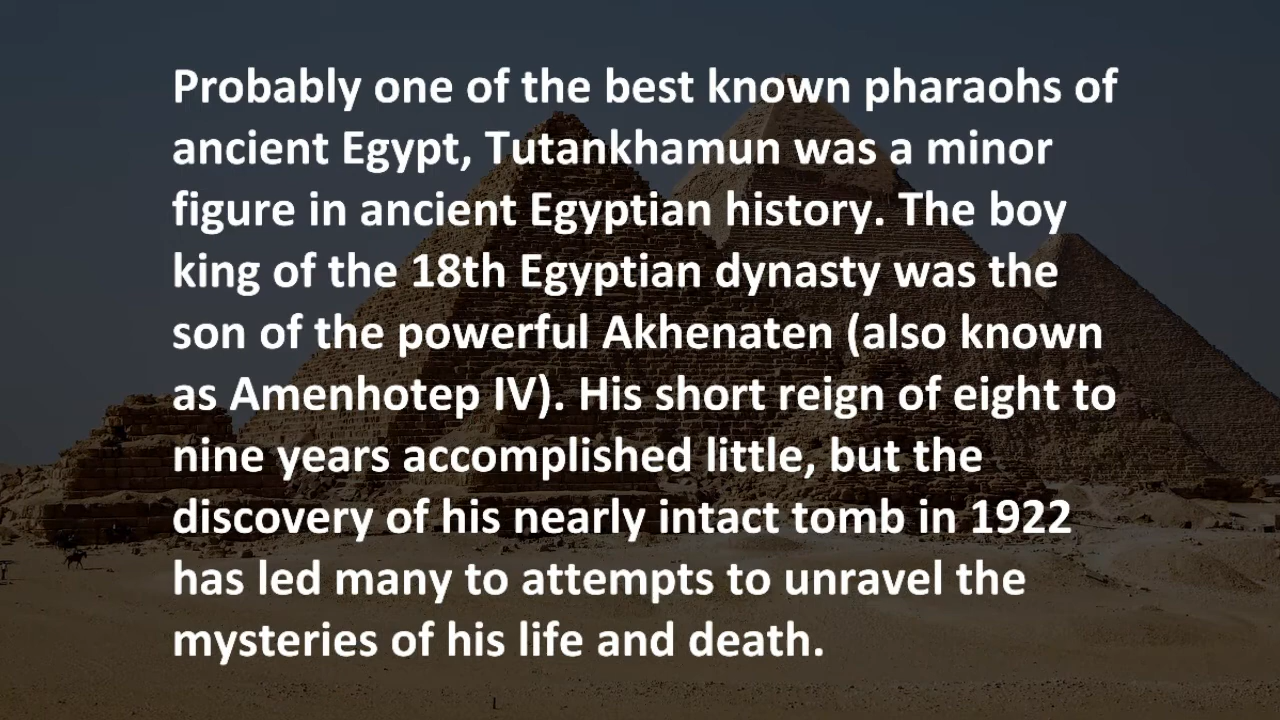 Probably one of the best known pharaohs of
ancient Egypt, Tutankhamun was a minor
figure in ancient Egyptian history. The boy
king of the 18th Egyptian dynasty was the
son of the powerful Akhenaten (also known
as Amenhotep IV). His short reign of eight to
nine years accomplished little, but the
discovery of his nearly intact tomb in 1922
has led many to attempts to unravel the
mysteries of his life and death.